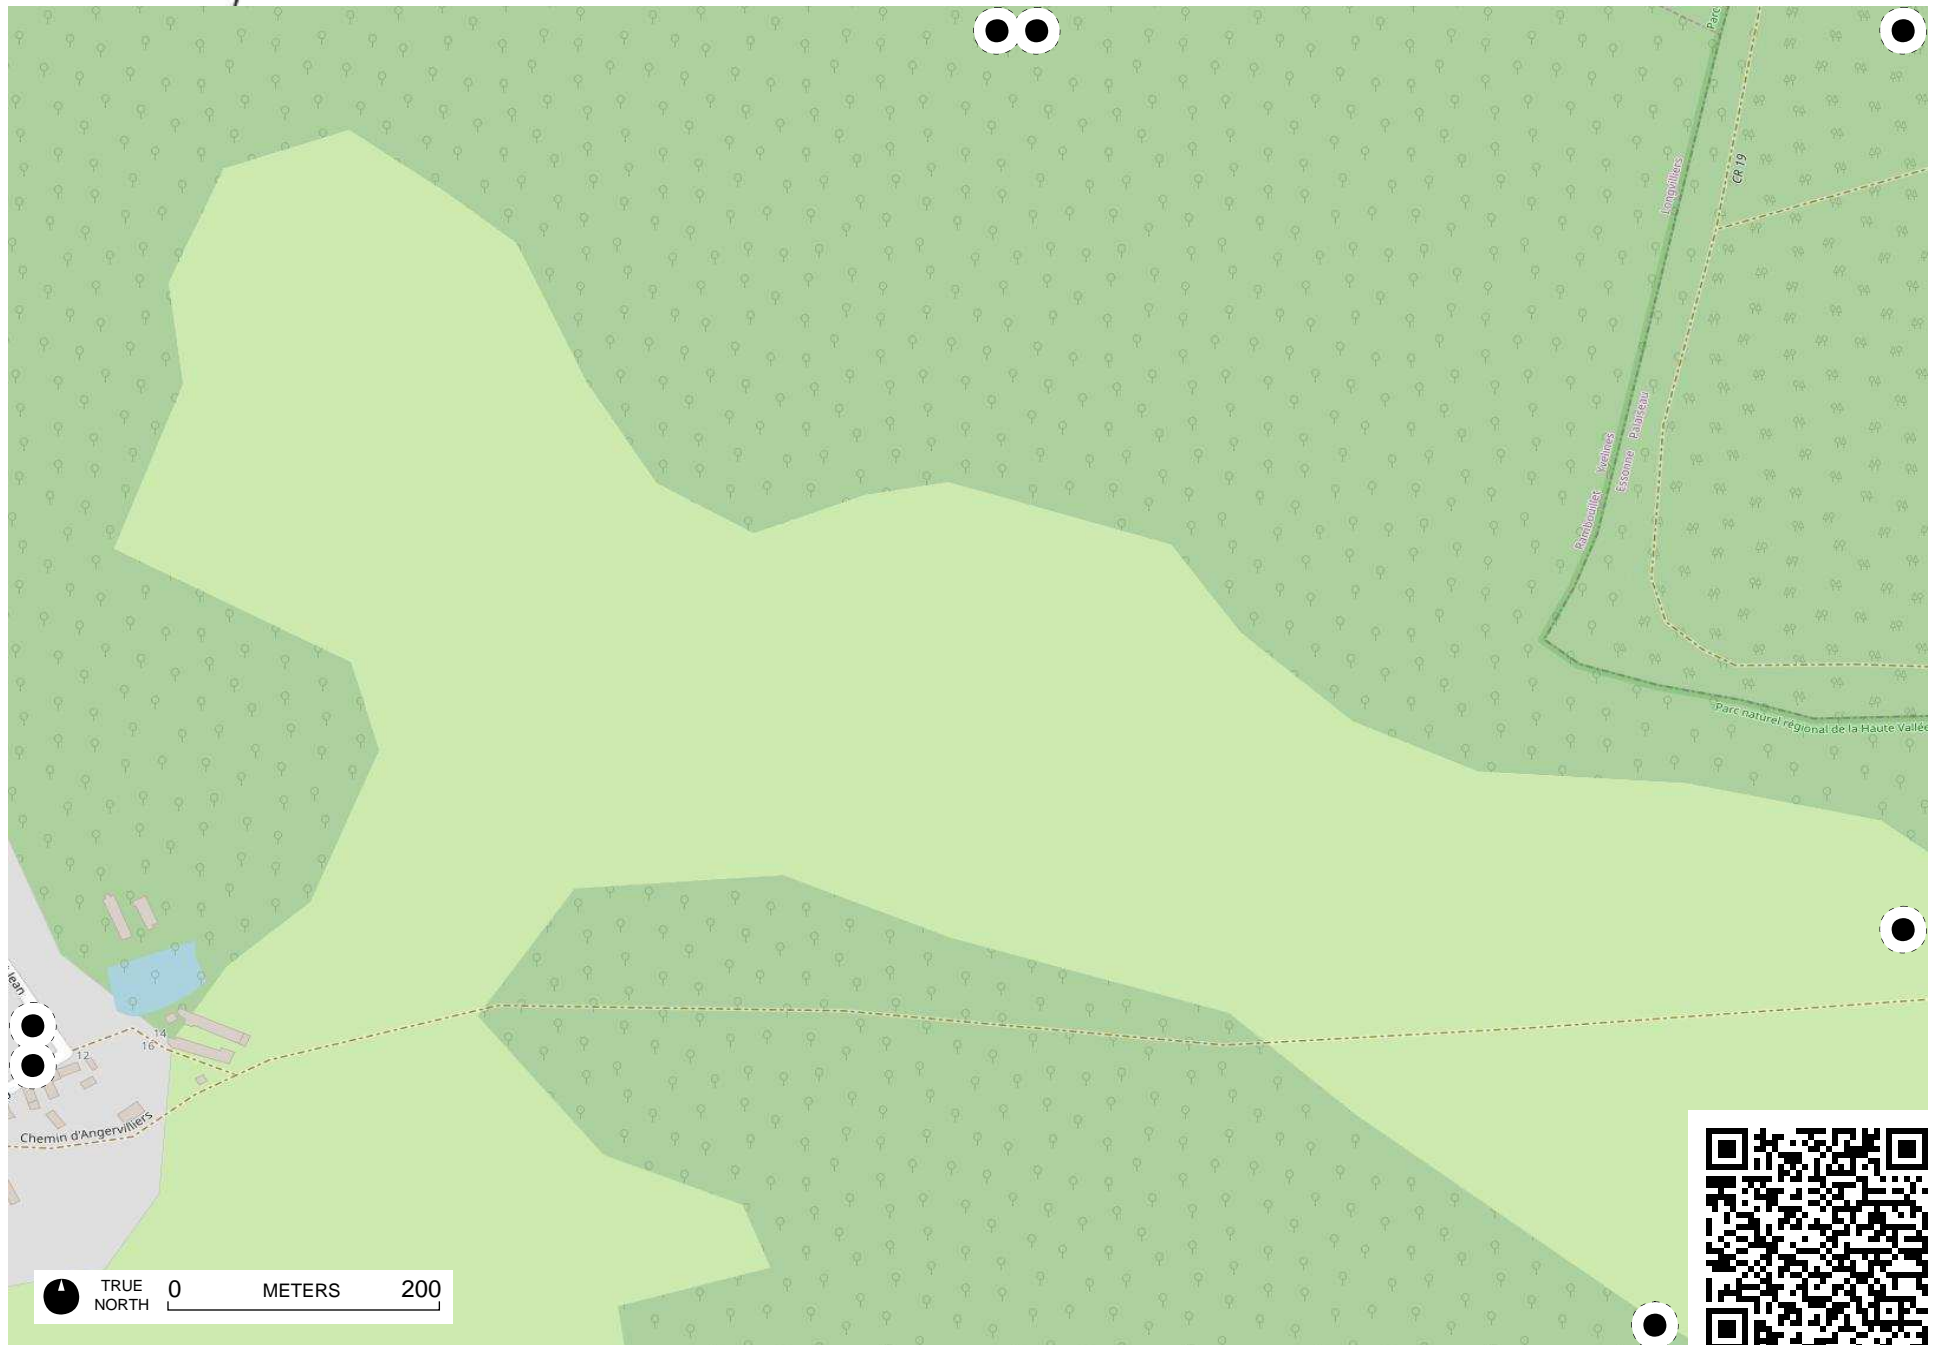 Parc
CR 19
Longvilliers
Yvelines
Palaiseau
Essonne
Rambouillet
Parc naturel régional de la Haute Vallée
Jean
14
16
12
Chemin d'Angervilliers
TRUE NORTH
0 METERS 200